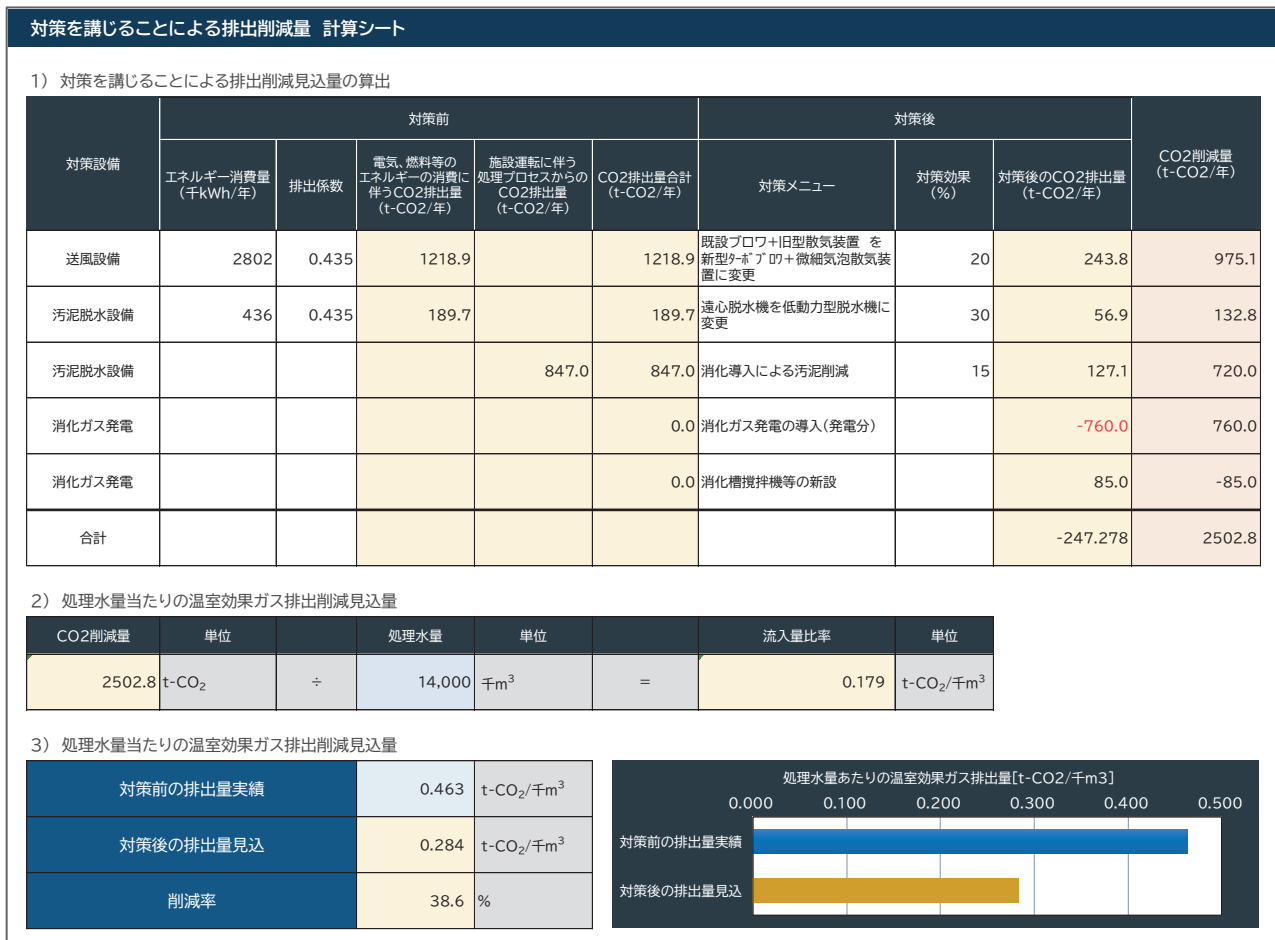 対策を講じることによる排出削減量 計算シート
1) 対策を講じることによる排出削減見込量の算出
対策設備
対策前
対策後
CO2削減量
(t-CO2/年)
エネルギー消費量
(千kWh/年)
排出係数
電気、燃料等の
エネルギーの消費に
伴うCO2排出量
(t-CO2/年)
施設運転に伴う
処理プロセスからの
CO2排出量
(t-CO2/年)
CO2排出量合計
(t-CO2/年)
対策メニュー
対策効果
(%)
対策後のCO2排出量
(t-CO2/年)
送風設備 2802 0.435 1218.9 1218.9
既設ブロワ+旧型散気装置 を
新型ﾀｰﾎﾞﾌﾞﾛﾜ+微細気泡散気装
置に変更
20 243.8 975.1
汚泥脱水設備 436 0.435 189.7 189.7
遠心脱水機を低動力型脱水機に
変更
30 56.9 132.8
汚泥脱水設備 847.0 847.0 消化導入による汚泥削減 15 127.1 720.0
消化ガス発電 0.0 消化ガス発電の導入(発電分) -760.0 760.0
消化ガス発電 0.0 消化槽撹拌機等の新設 85.0 -85.0
合計 -247.278 2502.8
2) 処理水量当たりの温室効果ガス排出削減見込量
CO2削減量 単位 処理水量 単位 流入量比率 単位
2502.8 t-CO₂ ÷ 14,000 千m³ = 0.179 t-CO₂/千m³
3) 処理水量当たりの温室効果ガス排出削減見込量
対策前の排出量実績 0.463 t-CO₂/千m³
対策後の排出量見込 0.284 t-CO₂/千m³
削減率 38.6 %
処理水量あたりの温室効果ガス排出量[t-CO2/千m3]
0.000 0.100 0.200 0.300 0.400 0.500
対策前の排出量実績
対策後の排出量見込